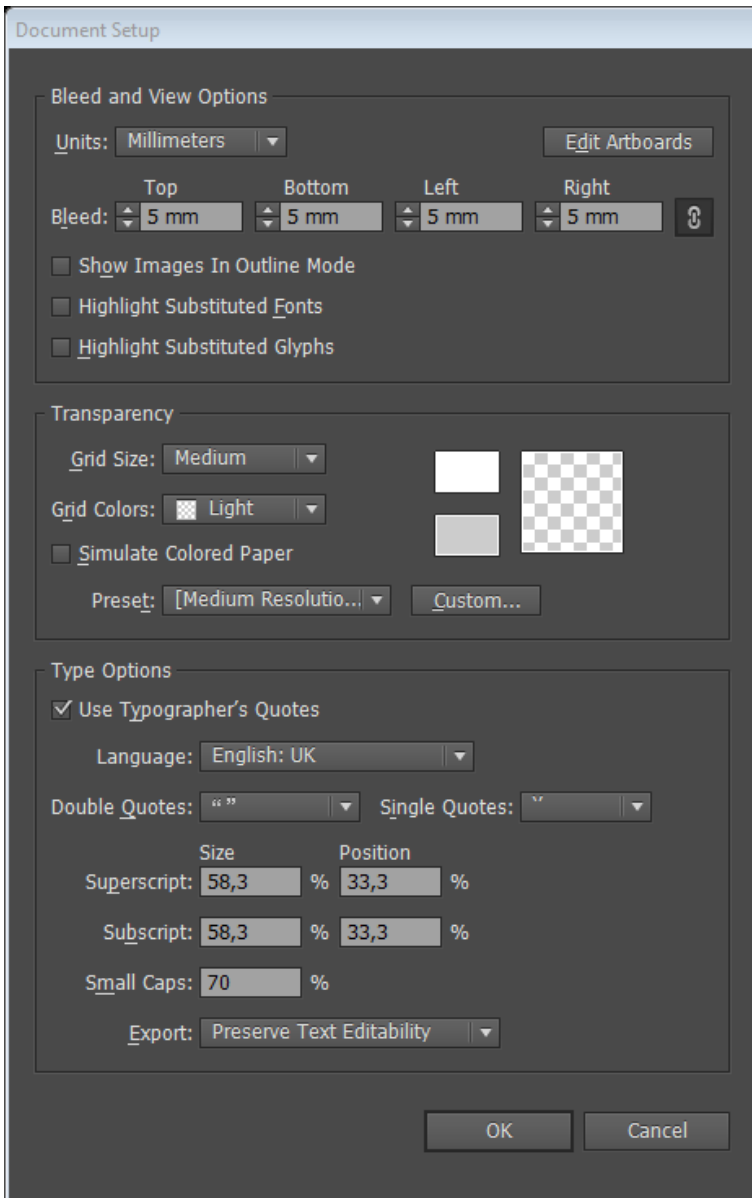 Document Setup
Bleed and View Options
Units: Millimeters Edit Artboards
Top Bottom Left Right
Bleed: 5 mm 5 mm 5 mm 5 mm
Show Images In Outline Mode
Highlight Substituted Fonts
Highlight Substituted Glyphs
Transparency
Grid Size: Medium
Grid Colors: Light
Simulate Colored Paper
Preset: [Medium Resolutio... Custom...
Type Options
Use Typographer’s Quotes
Language: English: UK
Double Quotes: “ ” Single Quotes: ‘’
Size Position
Superscript: 58,3 % 33,3 %
Subscript: 58,3 % 33,3 %
Small Caps: 70 %
Export: Preserve Text Editability
OK Cancel